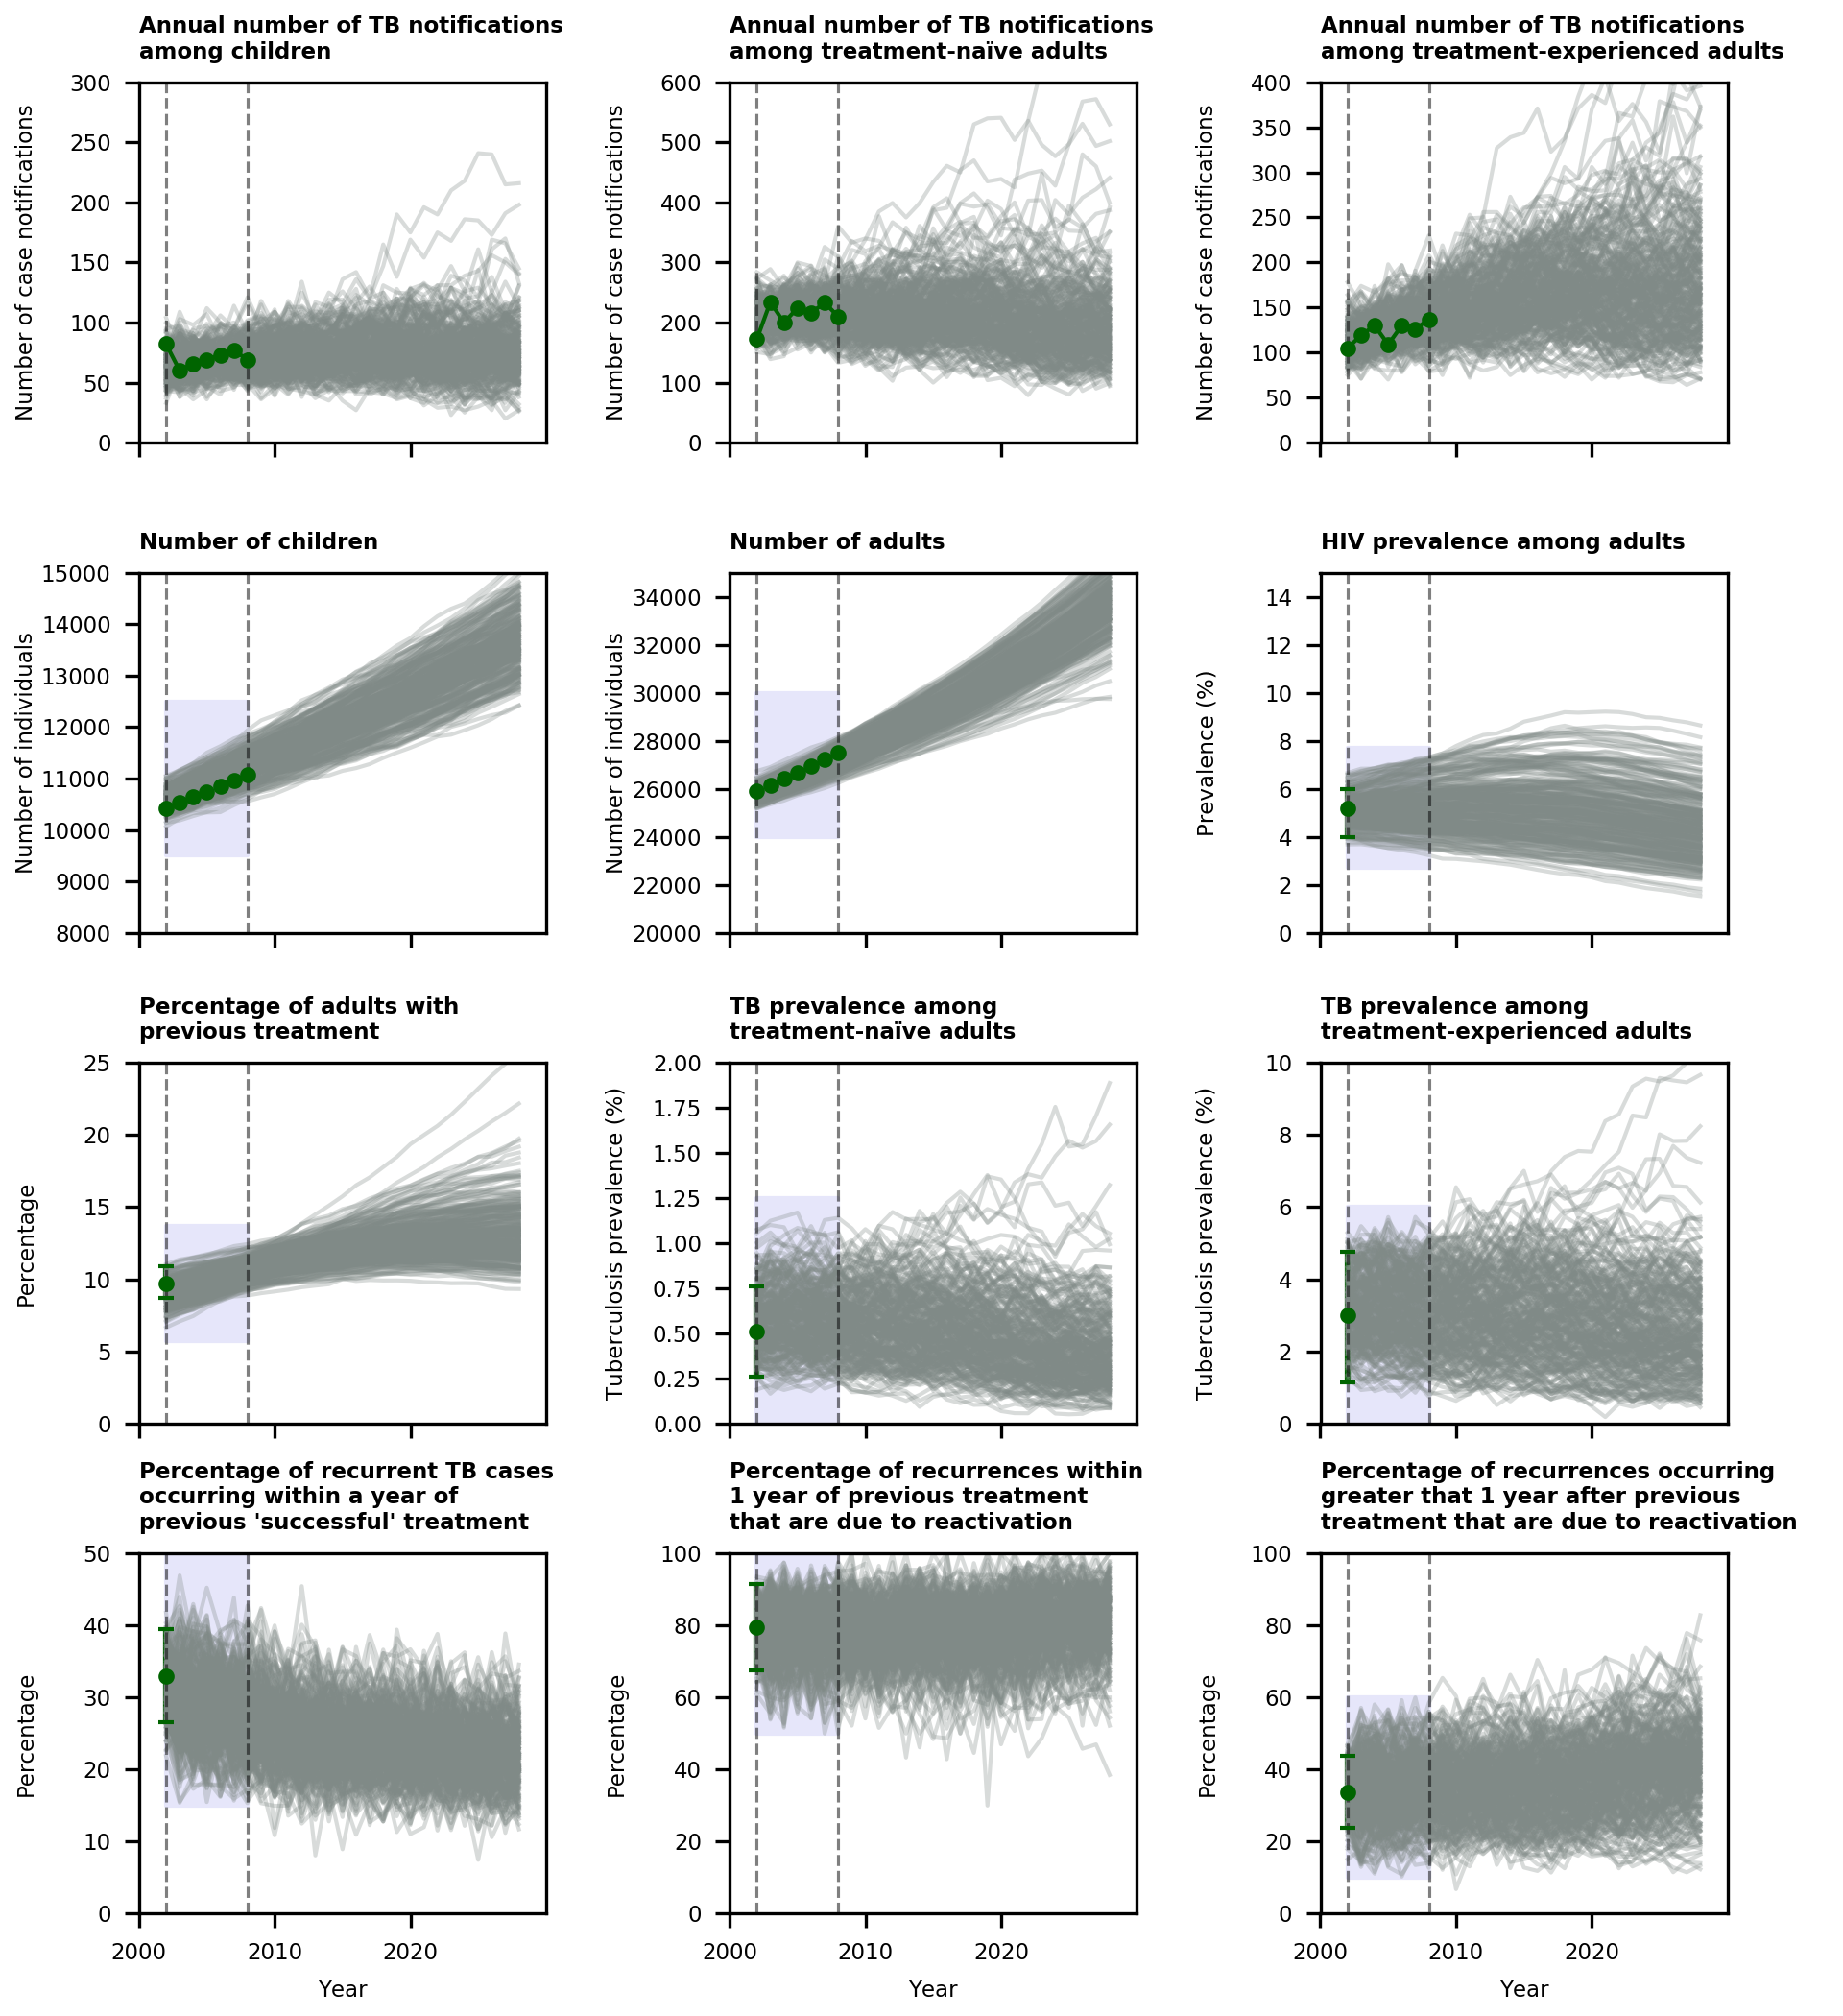 Annual number of TB notifications
among children
Annual number of TB notifications
among treatment-naïve adults
Annual number of TB notifications
among treatment-experienced adults
Number of case notifications
300
250
200
150
100
50
0
Number of case notifications
600
500
400
300
200
100
0
Number of case notifications
400
350
300
250
200
150
100
50
0
Number of children
Number of adults
HIV prevalence among adults
Number of individuals
15000
14000
13000
12000
11000
10000
9000
8000
Number of individuals
34000
32000
30000
28000
26000
24000
22000
20000
Prevalence (%)
14
12
10
8
6
4
2
0
Percentage of adults with
previous treatment
TB prevalence among
treatment-naïve adults
TB prevalence among
treatment-experienced adults
Percentage
25
20
15
10
5
0
Tuberculosis prevalence (%)
2.00
1.75
1.50
1.25
1.00
0.75
0.50
0.25
0.00
Tuberculosis prevalence (%)
10
8
6
4
2
0
Percentage of recurrent TB cases
occurring within a year of
previous 'successful' treatment
Percentage of recurrences within
1 year of previous treatment
that are due to reactivation
Percentage of recurrences occurring
greater that 1 year after previous
treatment that are due to reactivation
Percentage
50
40
30
20
10
0
Percentage
100
80
60
40
20
0
Percentage
100
80
60
40
20
0
2000 2010 2020
2000 2010 2020
2000 2010 2020
Year
Year
Year